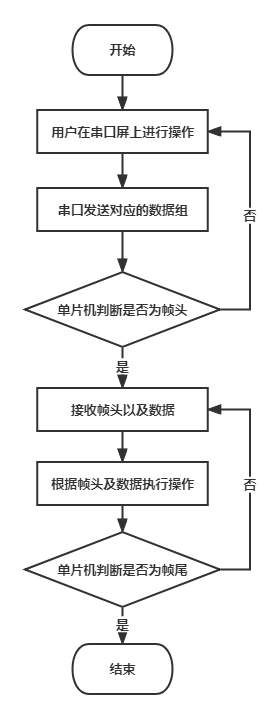 开始
用户在串口屏上进行操作
否
串口发送对应的数据组
单片机判断是否为帧头
是
接收帧头以及数据
根据帧头及数据执行操作
否
单片机判断是否为帧尾
是
结束